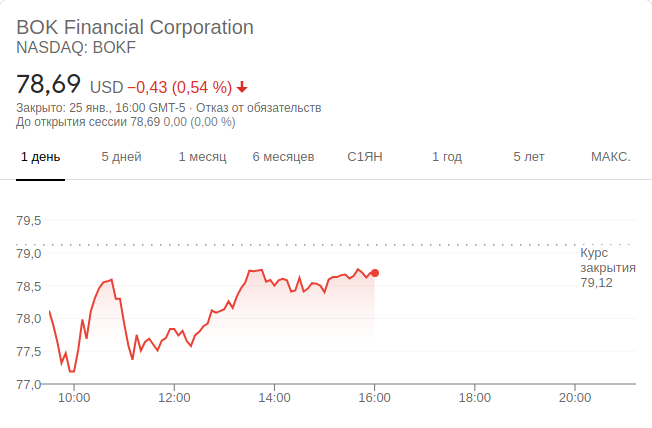 BOK Financial Corporation
NASDAQ: BOKF
78,69 USD −0,43 (0,54 %)
Закрыто: 25 янв., 16:00 GMT-5 · Отказ от обязательств
До открытия сессии 78,69 0,00 (0,00 %)
1 день 5 дней 1 месяц 6 месяцев С1ЯН 1 год 5 лет МАКС.
79,5
79,0
Курс
закрытия
79,12
78,5
78,0
77,5
77,0
10:00 12:00 14:00 16:00 18:00 20:00